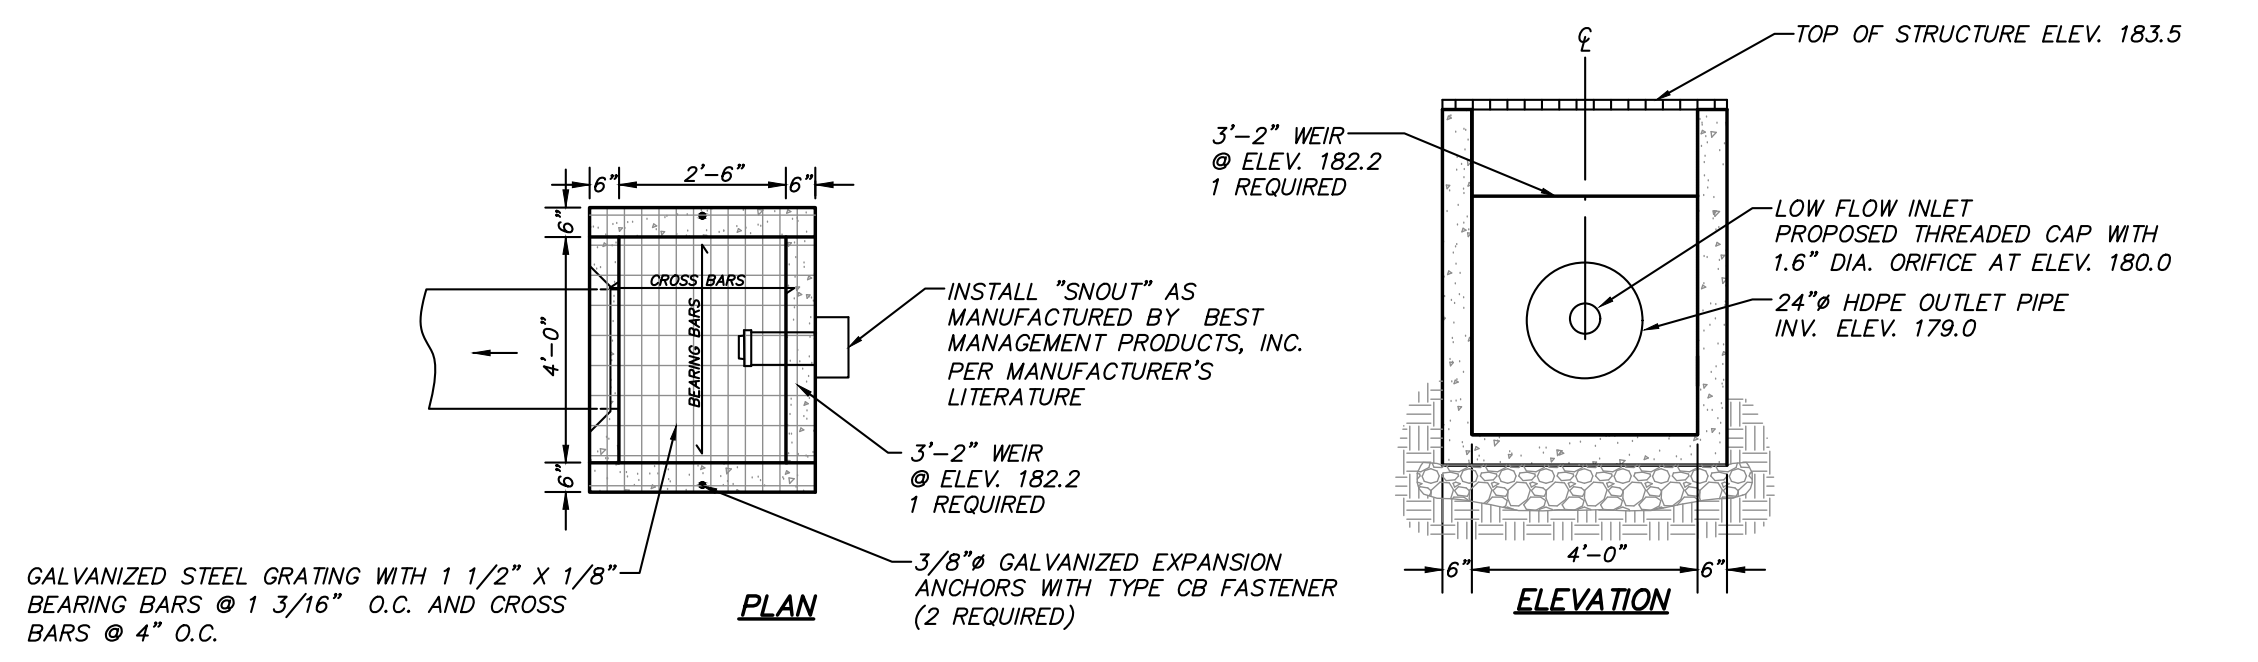 6"
2'-6"
6"
6"
4'-0"
6"
CROSS BARS
BEARING BARS
INSTALL "SNOUT" AS
MANUFACTURED BY BEST
MANAGEMENT PRODUCTS, INC.
PER MANUFACTURER'S
LITERATURE
3'-2" WEIR
@ ELEV. 182.2
1 REQUIRED
3/8"ø GALVANIZED EXPANSION
ANCHORS WITH TYPE CB FASTENER
(2 REQUIRED)
GALVANIZED STEEL GRATING WITH 1 1/2" X 1/8"
BEARING BARS @ 1 3/16" O.C. AND CROSS
BARS @ 4" O.C.
PLAN
℄
TOP OF STRUCTURE ELEV. 183.5
3'-2" WEIR
@ ELEV. 182.2
1 REQUIRED
LOW FLOW INLET
PROPOSED THREADED CAP WITH
1.6" DIA. ORIFICE AT ELEV. 180.0
24"ø HDPE OUTLET PIPE
INV. ELEV. 179.0
6"
4'-0"
6"
ELEVATION